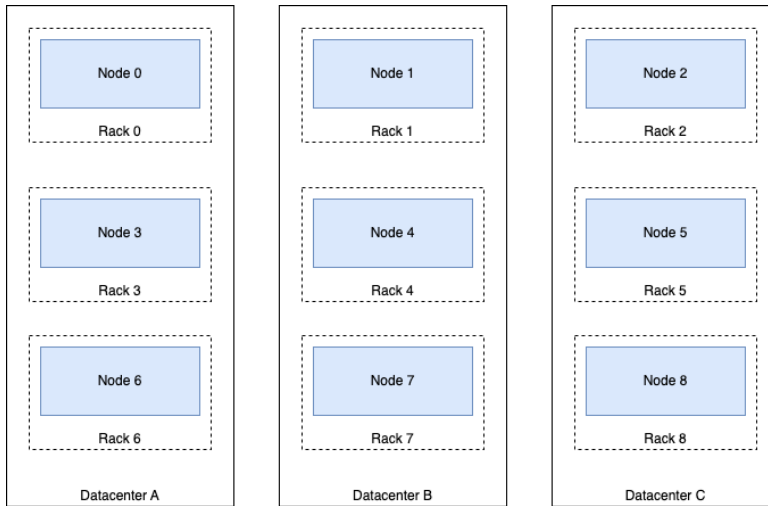 Node 0
Rack 0
Node 3
Rack 3
Node 6
Rack 6
Datacenter A
Node 1
Rack 1
Node 4
Rack 4
Node 7
Rack 7
Datacenter B
Node 2
Rack 2
Node 5
Rack 5
Node 8
Rack 8
Datacenter C